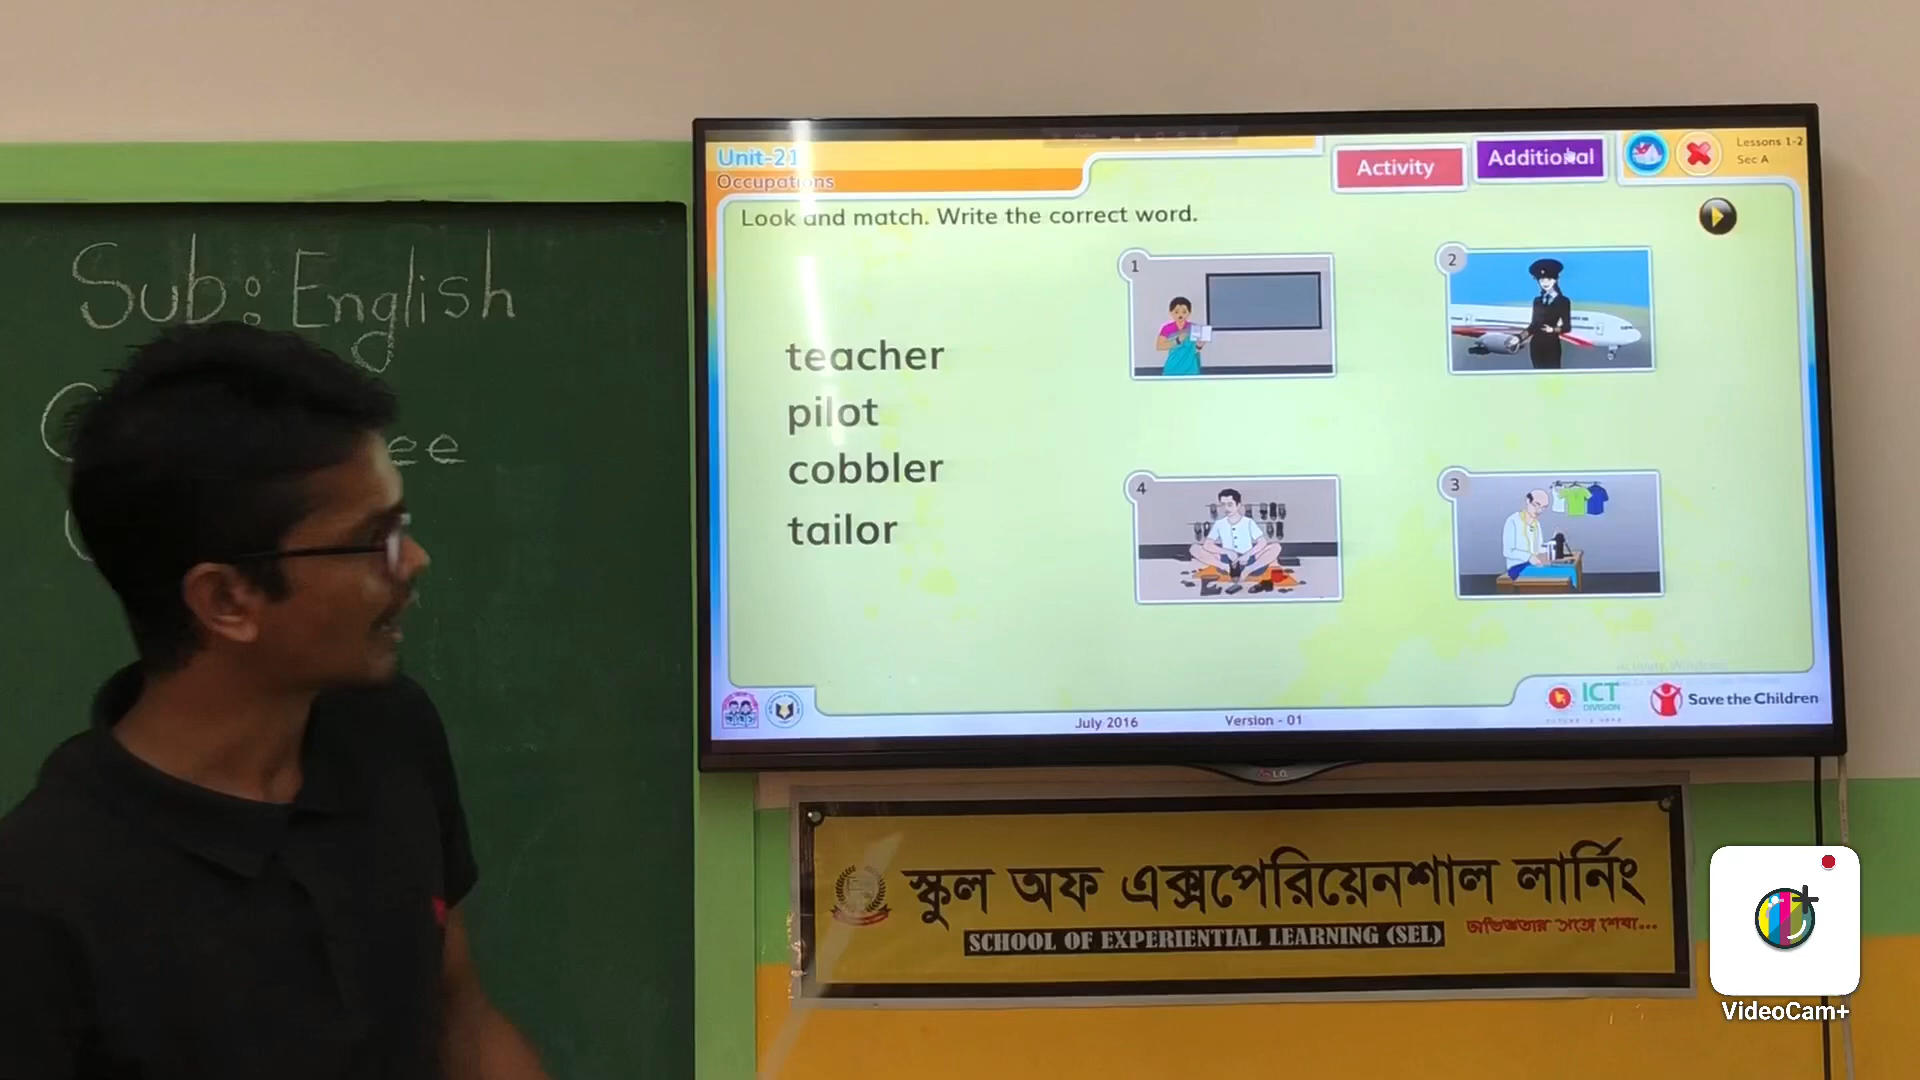 Sub: English
ee
Unit-21
Occupations
Activity
Additional
Lessons 1-2
Sec A
Look and match. Write the correct word.
1
2
teacher
pilot
cobbler
tailor
4
3
July 2016
Version - 01
ICT
DIVISION
Save the Children
LG
স্কুল অফ এক্সপেরিয়েনশাল লার্নিং
SCHOOL OF EXPERIENTIAL LEARNING (SEL)
অভিজ্ঞতার সাথে শেখা...
VideoCam+